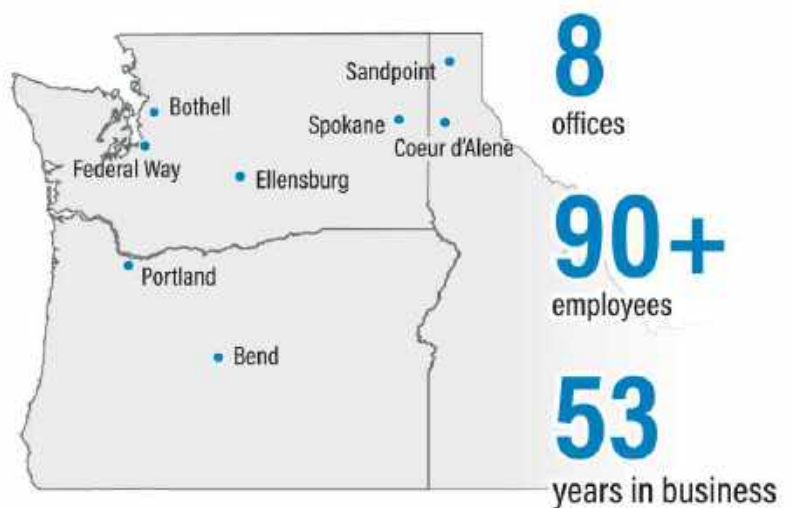 Sandpoint
Bothell
Spokane
Coeur d'Alene
Federal Way
Ellensburg
Portland
Bend
8
offices
90+
employees
53
years in business